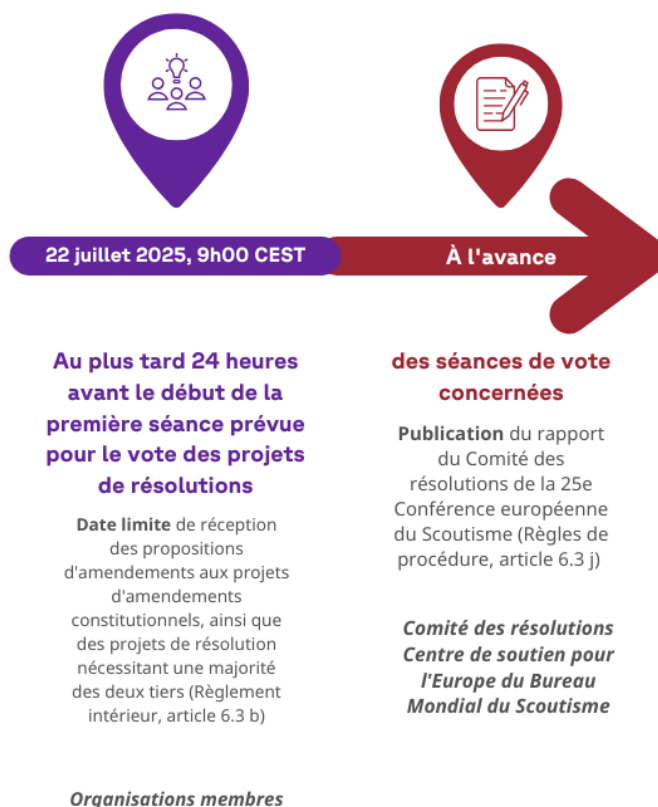 22 juillet 2025, 9h00 CEST
À l'avance
Au plus tard 24 heures
avant le début de la
première séance prévue
pour le vote des projets
de résolutions
Date limite de réception
des propositions
d'amendements aux projets
d'amendements
constitutionnels, ainsi que
des projets de résolution
nécessitant une majorité
des deux tiers (Règlement
intérieur, article 6.3 b)
Organisations membres
des séances de vote
concernées
Publication du rapport
du Comité des
résolutions de la 25e
Conférence européenne
du Scoutisme (Règles de
procédure, article 6.3 j)
Comité des résolutions
Centre de soutien pour
l'Europe du Bureau
Mondial du Scoutisme